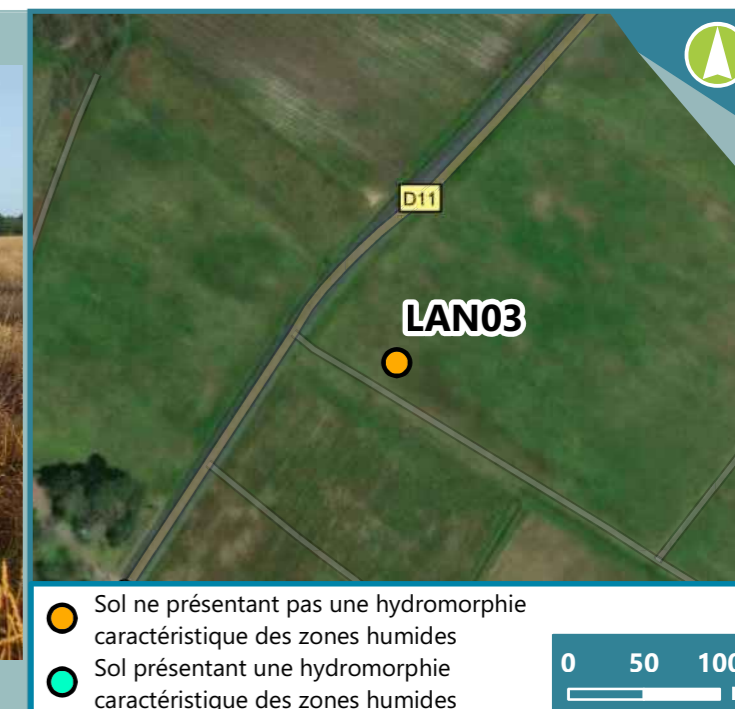 D11
LAN03
Sol ne présentant pas une hydromorphie
caractéristique des zones humides
Sol présentant une hydromorphie
caractéristique des zones humides
0 50 100